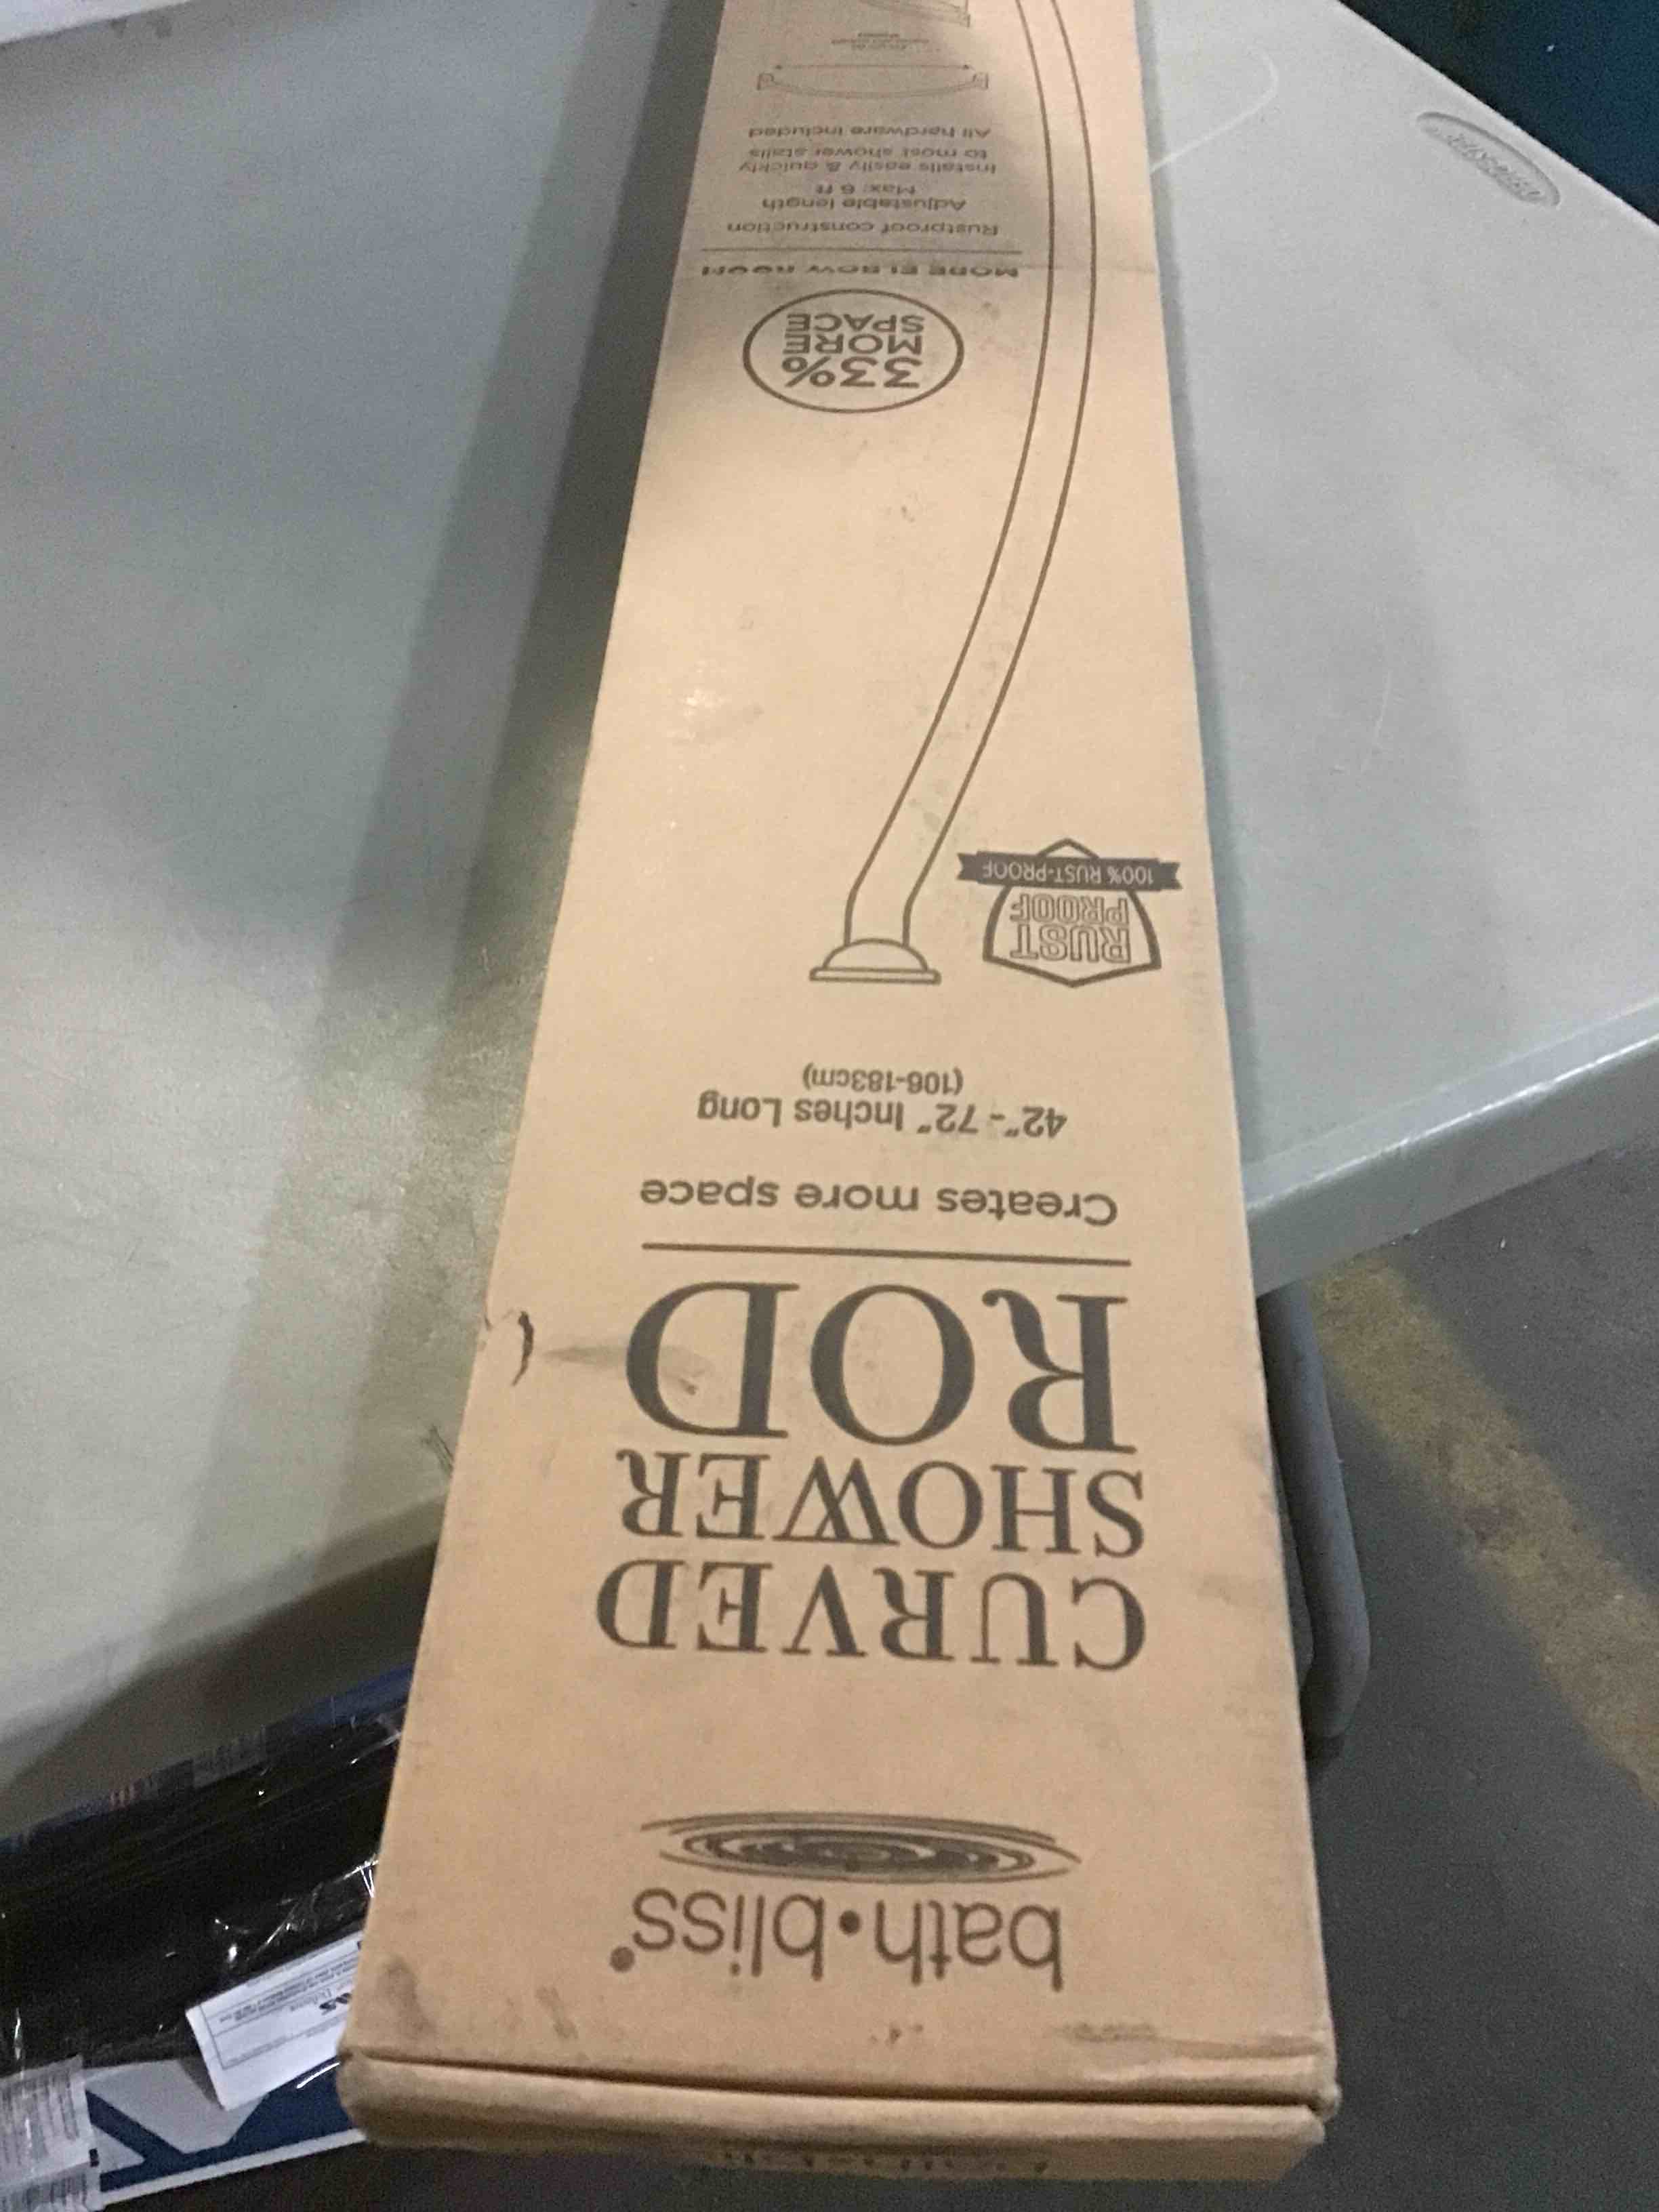 bath•bliss®
CURVED
SHOWER
ROD
Creates more space
42"- 72" Inches Long
(106-183cm)
RUST
PROOF
100% RUST-PROOF
33%
MORE
SPACE
MORE ELBOW ROOM
Rustproof construction
Adjustable length
Max: 6 ft
Installs easily & quickly
to most shower stalls
All hardware included
LIFETIME